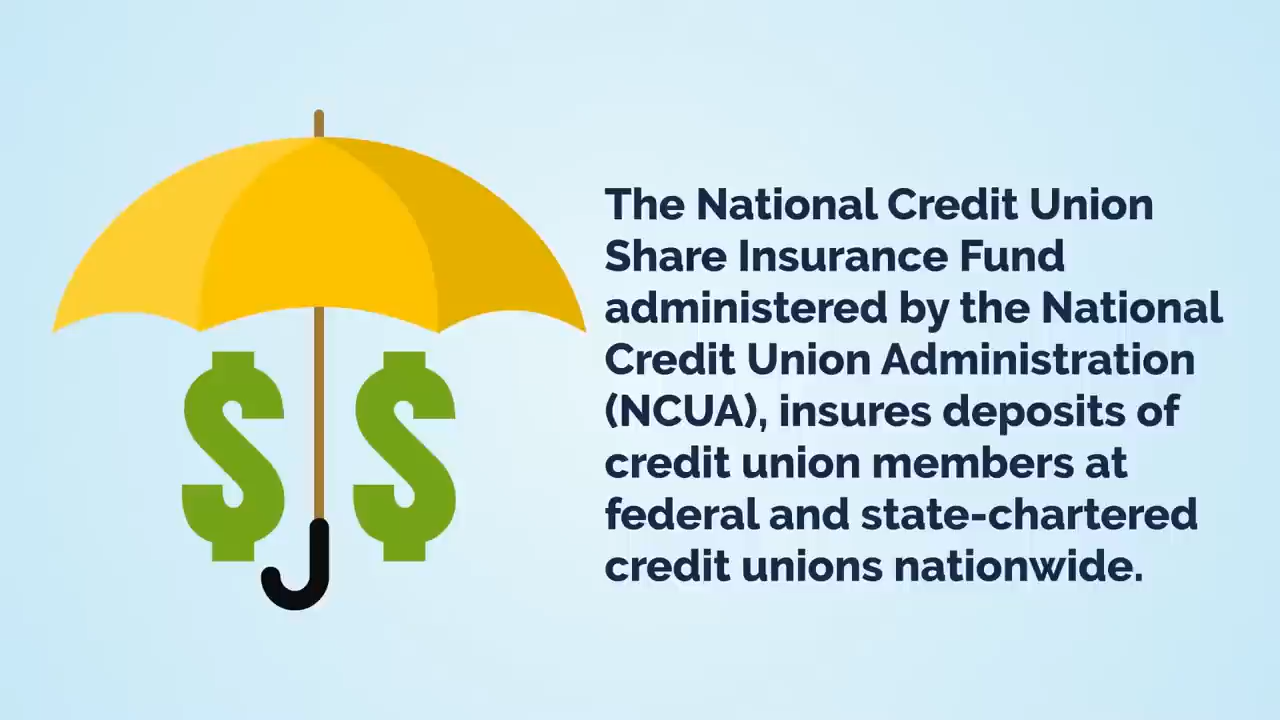 The National Credit Union
Share Insurance Fund
administered by the National
Credit Union Administration
(NCUA), insures deposits of
credit union members at
federal and state-chartered
credit unions nationwide.